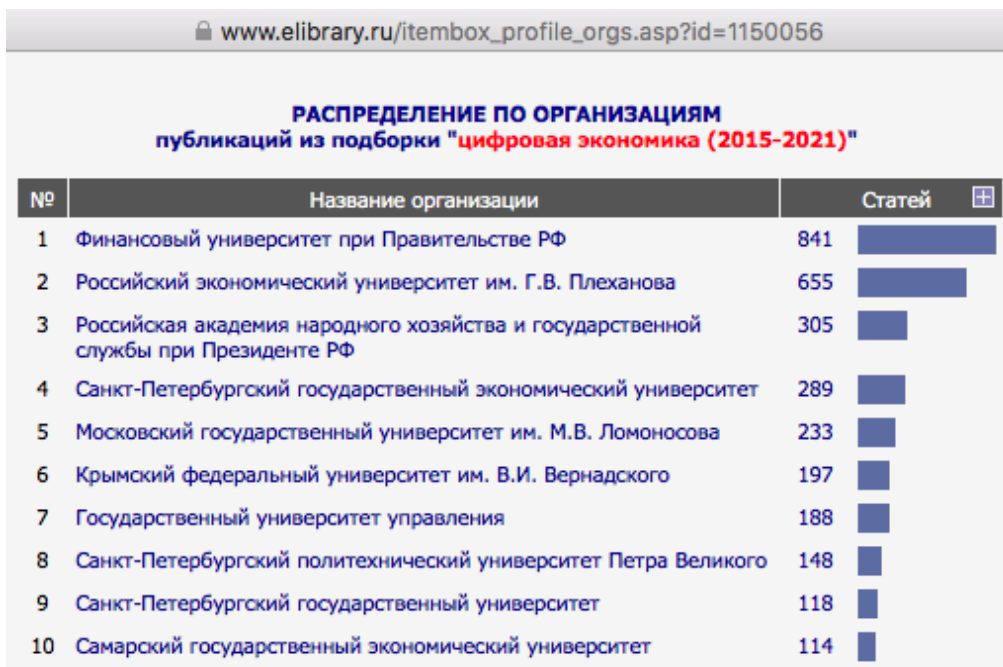 www.elibrary.ru/itembox_profile_orgs.asp?id=1150056
РАСПРЕДЕЛЕНИЕ ПО ОРГАНИЗАЦИЯМ
публикаций из подборки "цифровая экономика (2015-2021)"
№ Название организации Статей
1 Финансовый университет при Правительстве РФ 841
2 Российский экономический университет им. Г.В. Плеханова 655
3 Российская академия народного хозяйства и государственной 305
службы при Президенте РФ
4 Санкт-Петербургский государственный экономический университет 289
5 Московский государственный университет им. М.В. Ломоносова 233
6 Крымский федеральный университет им. В.И. Вернадского 197
7 Государственный университет управления 188
8 Санкт-Петербургский политехнический университет Петра Великого 148
9 Санкт-Петербургский государственный университет 118
10 Самарский государственный экономический университет 114